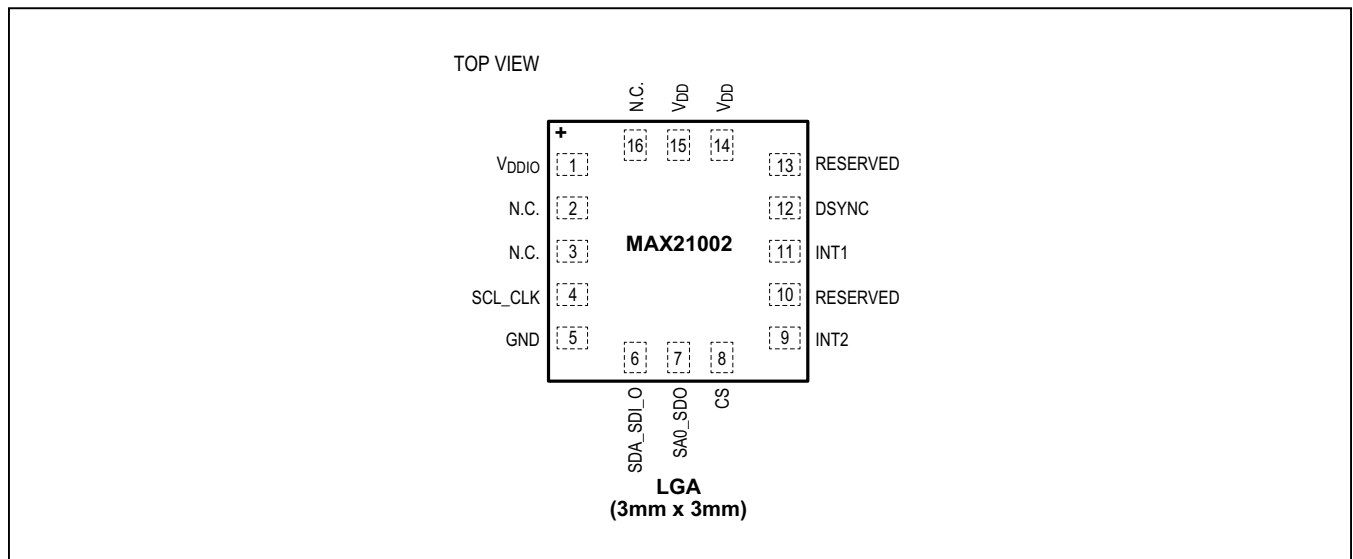 TOP VIEW
N.C.
VDD
VDD
+
16
15
14
VDDIO
1
13
RESERVED
N.C.
2
12
DSYNC
N.C.
3
MAX21002
11
INT1
SCL_CLK
4
10
RESERVED
GND
5
9
INT2
6
7
8
SDA_SDI_O
SA0_SDO
CS
LGA
(3mm x 3mm)